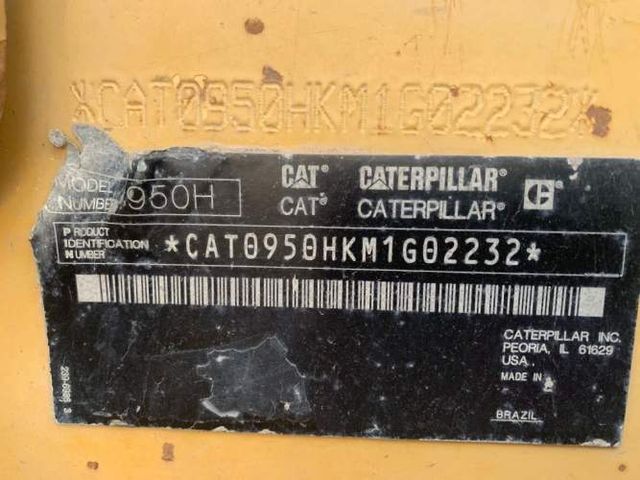 *CAT0950HKM1G02232*
MODEL NUMBER 950H
CAT® CATERPILLAR®
CAT® CATERPILLAR®
PRODUCT IDENTIFICATION NUMBER *CAT0950HKM1G02232*
CATERPILLAR INC.
PEORIA, IL 61629
USA
MADE IN
BRAZIL